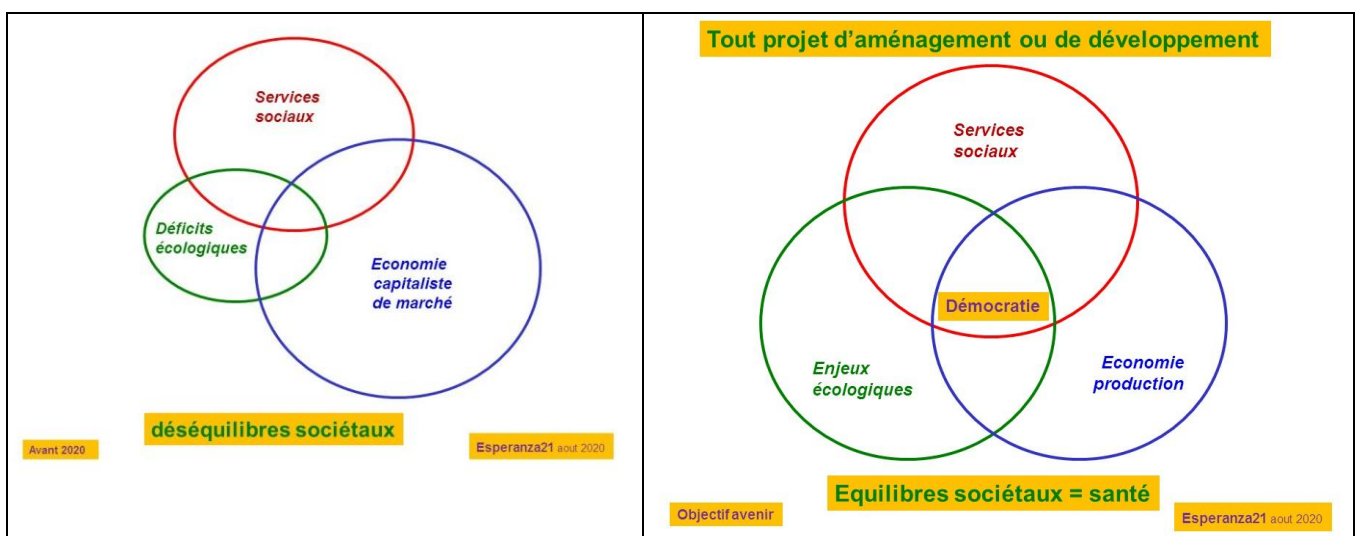 Services
sociaux
Déficits
écologiques
Economie
capitaliste
de marché
déséquilibres sociétaux
Avant 2020
Esperanza21 aout 2020
Tout projet d'aménagement ou de développement
Services
sociaux
Démocratie
Enjeux
écologiques
Economie
production
Equilibres sociétaux = santé
Objectif avenir
Esperanza21 aout 2020